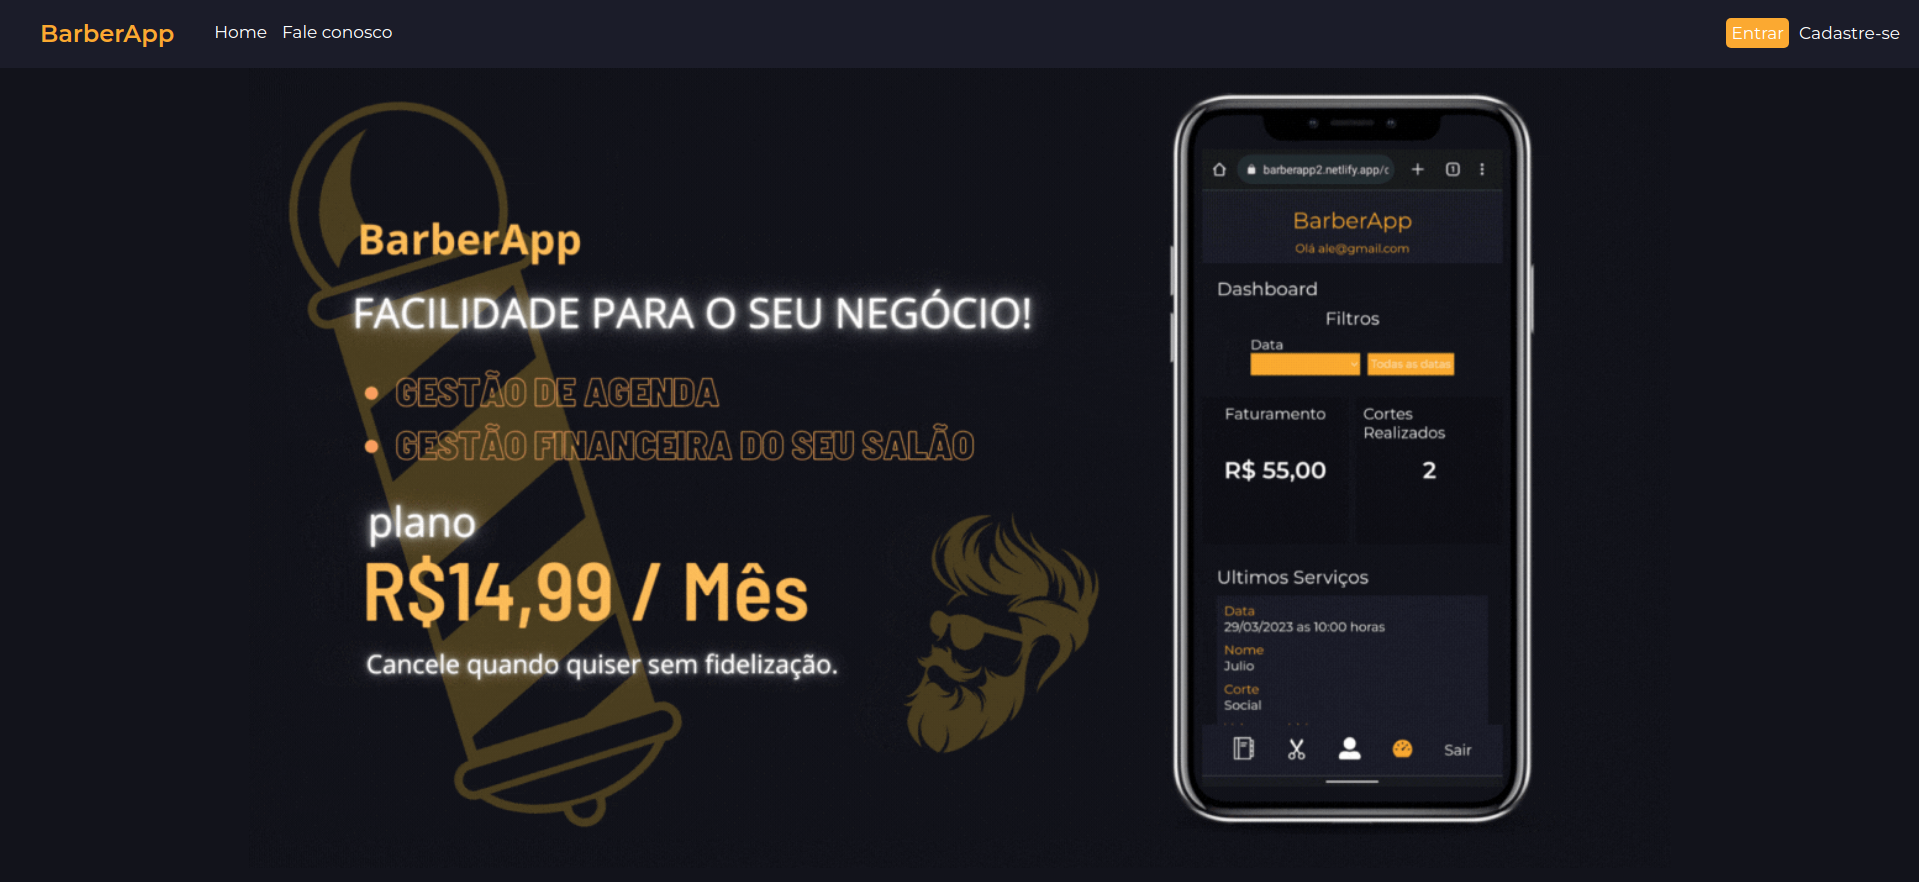 BarberApp
Home
Fale conosco
Entrar
Cadastre-se
BarberApp
FACILIDADE PARA O SEU NEGÓCIO!
• GESTÃO DE AGENDA
• GESTÃO FINANCEIRA DO SEU SALÃO
plano
R$14,99 / Mês
Cancele quando quiser sem fidelização.
barberapp2.netlify.app/c
1
BarberApp
Olá ale@gmail.com
Dashboard
Filtros
Data
Todas as datas
Faturamento
R$ 55,00
Cortes
Realizados
2
Ultimos Serviços
Data
29/03/2023 as 10:00 horas
Nome
Julio
Corte
Social
Sair